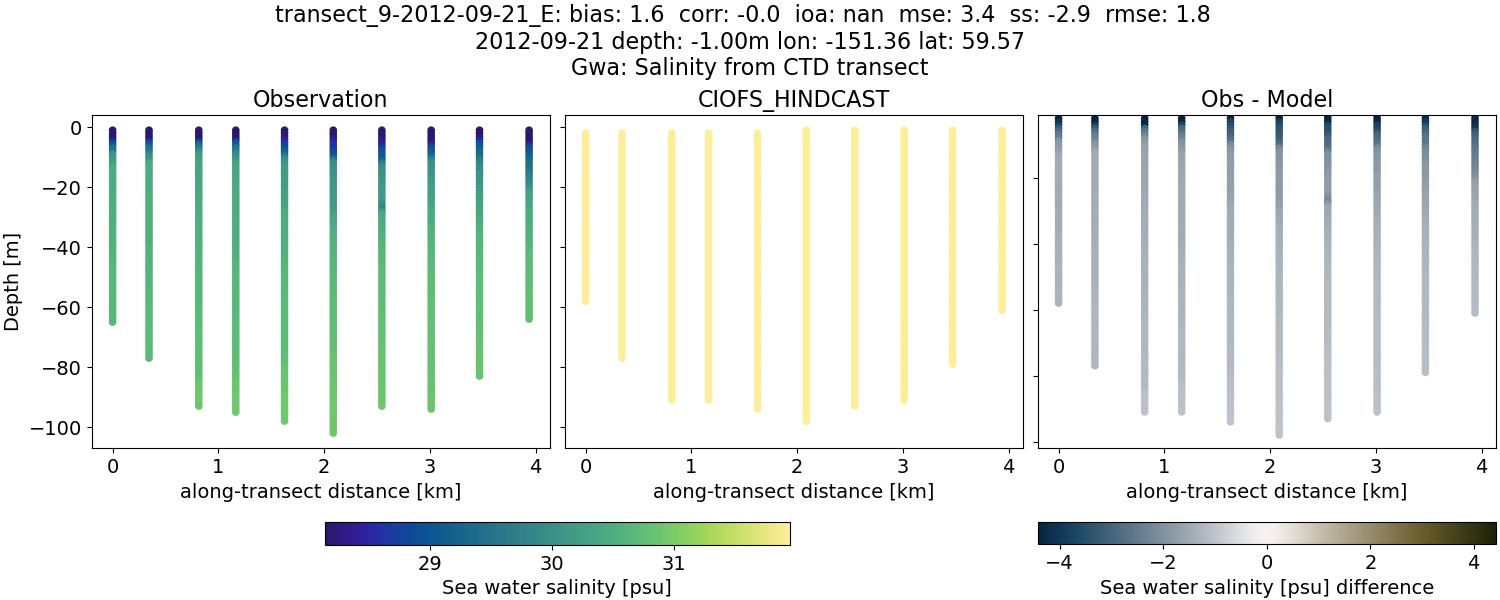 transect_9-2012-09-21_E: bias: 1.6  corr: -0.0  ioa: nan  mse: 3.4  ss: -2.9  rmse: 1.8
2012-09-21 depth: -1.00m lon: -151.36 lat: 59.57
Gwa: Salinity from CTD transect
Observation
CIOFS_HINDCAST
Obs - Model
Depth [m]
0
−20
−40
−60
−80
−100
0 1 2 3 4
0 1 2 3 4
0 1 2 3 4
along-transect distance [km]
along-transect distance [km]
along-transect distance [km]
29 30 31
Sea water salinity [psu]
−4 −2 0 2 4
Sea water salinity [psu] difference